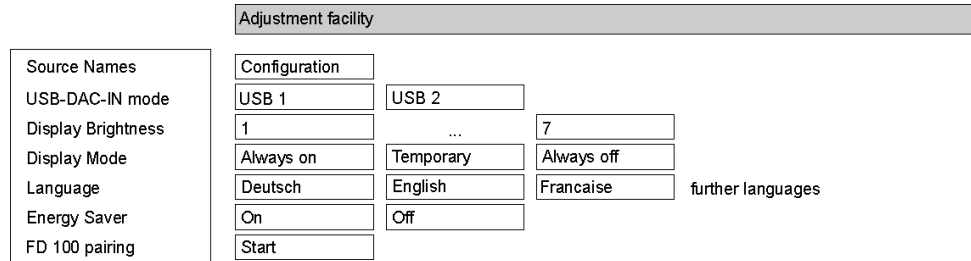 Adjustment facility
Source Names Configuration
USB-DAC-IN mode USB 1 USB 2
Display Brightness 1 ... 7
Display Mode Always on Temporary Always off
Language Deutsch English Francaise further languages
Energy Saver On Off
FD 100 pairing Start